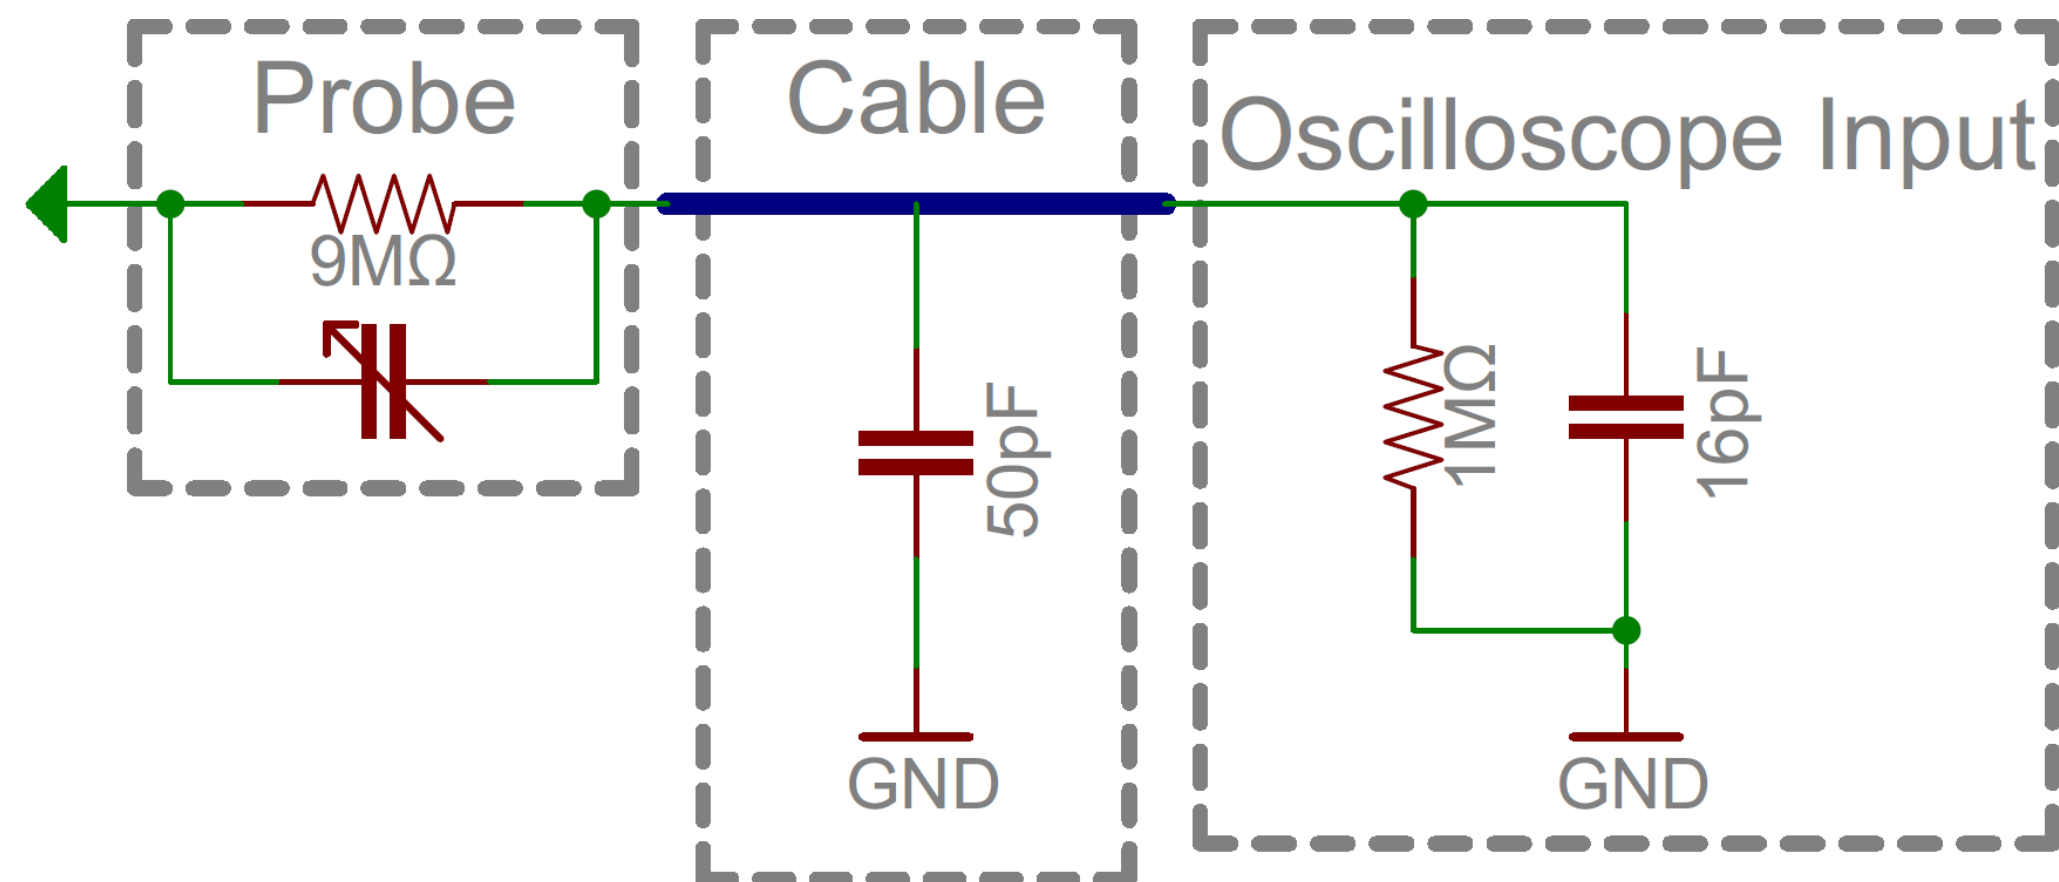 Probe
9MΩ
Cable
50pF
GND
Oscilloscope Input
1MΩ
16pF
GND